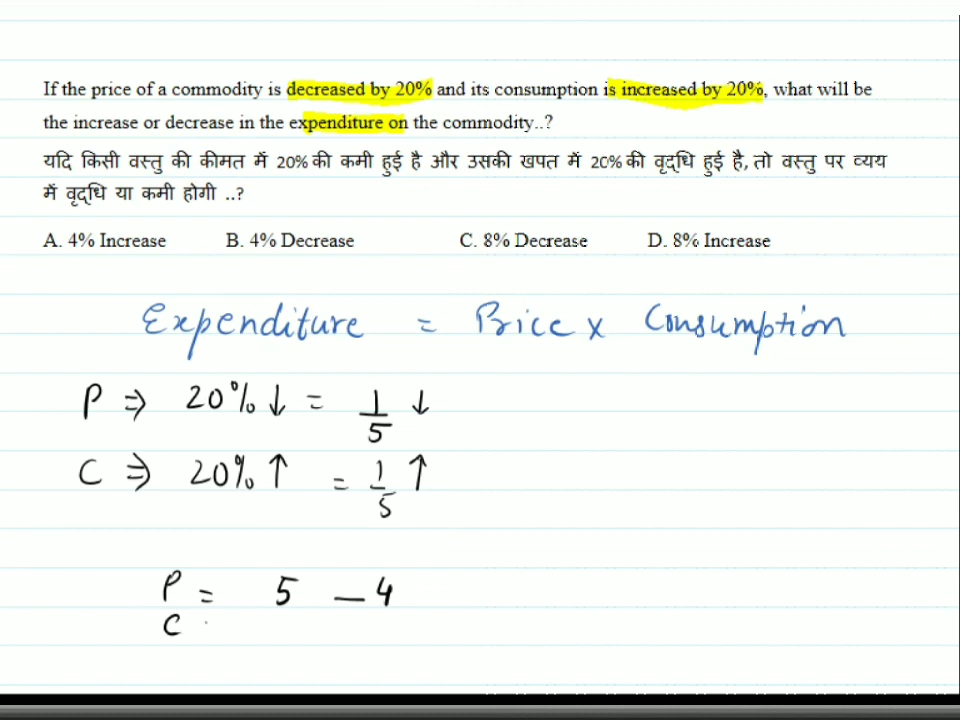 If the price of a commodity is decreased by 20% and its consumption is increased by 20%, what will be
the increase or decrease in the expenditure on the commodity..?
यदि किसी वस्तु की कीमत में 20% की कमी हुई है और उसकी खपत में 20% की वृद्धि हुई है, तो वस्तु पर व्यय
में वृद्धि या कमी होगी ..?
A. 4% Increase B. 4% Decrease C. 8% Decrease D. 8% Increase
Expenditure = Price × Consumption
P ⇒ 20% ↓ = 1/5 ↓
C ⇒ 20% ↑ = 1/5 ↑
P = 5 — 4
C